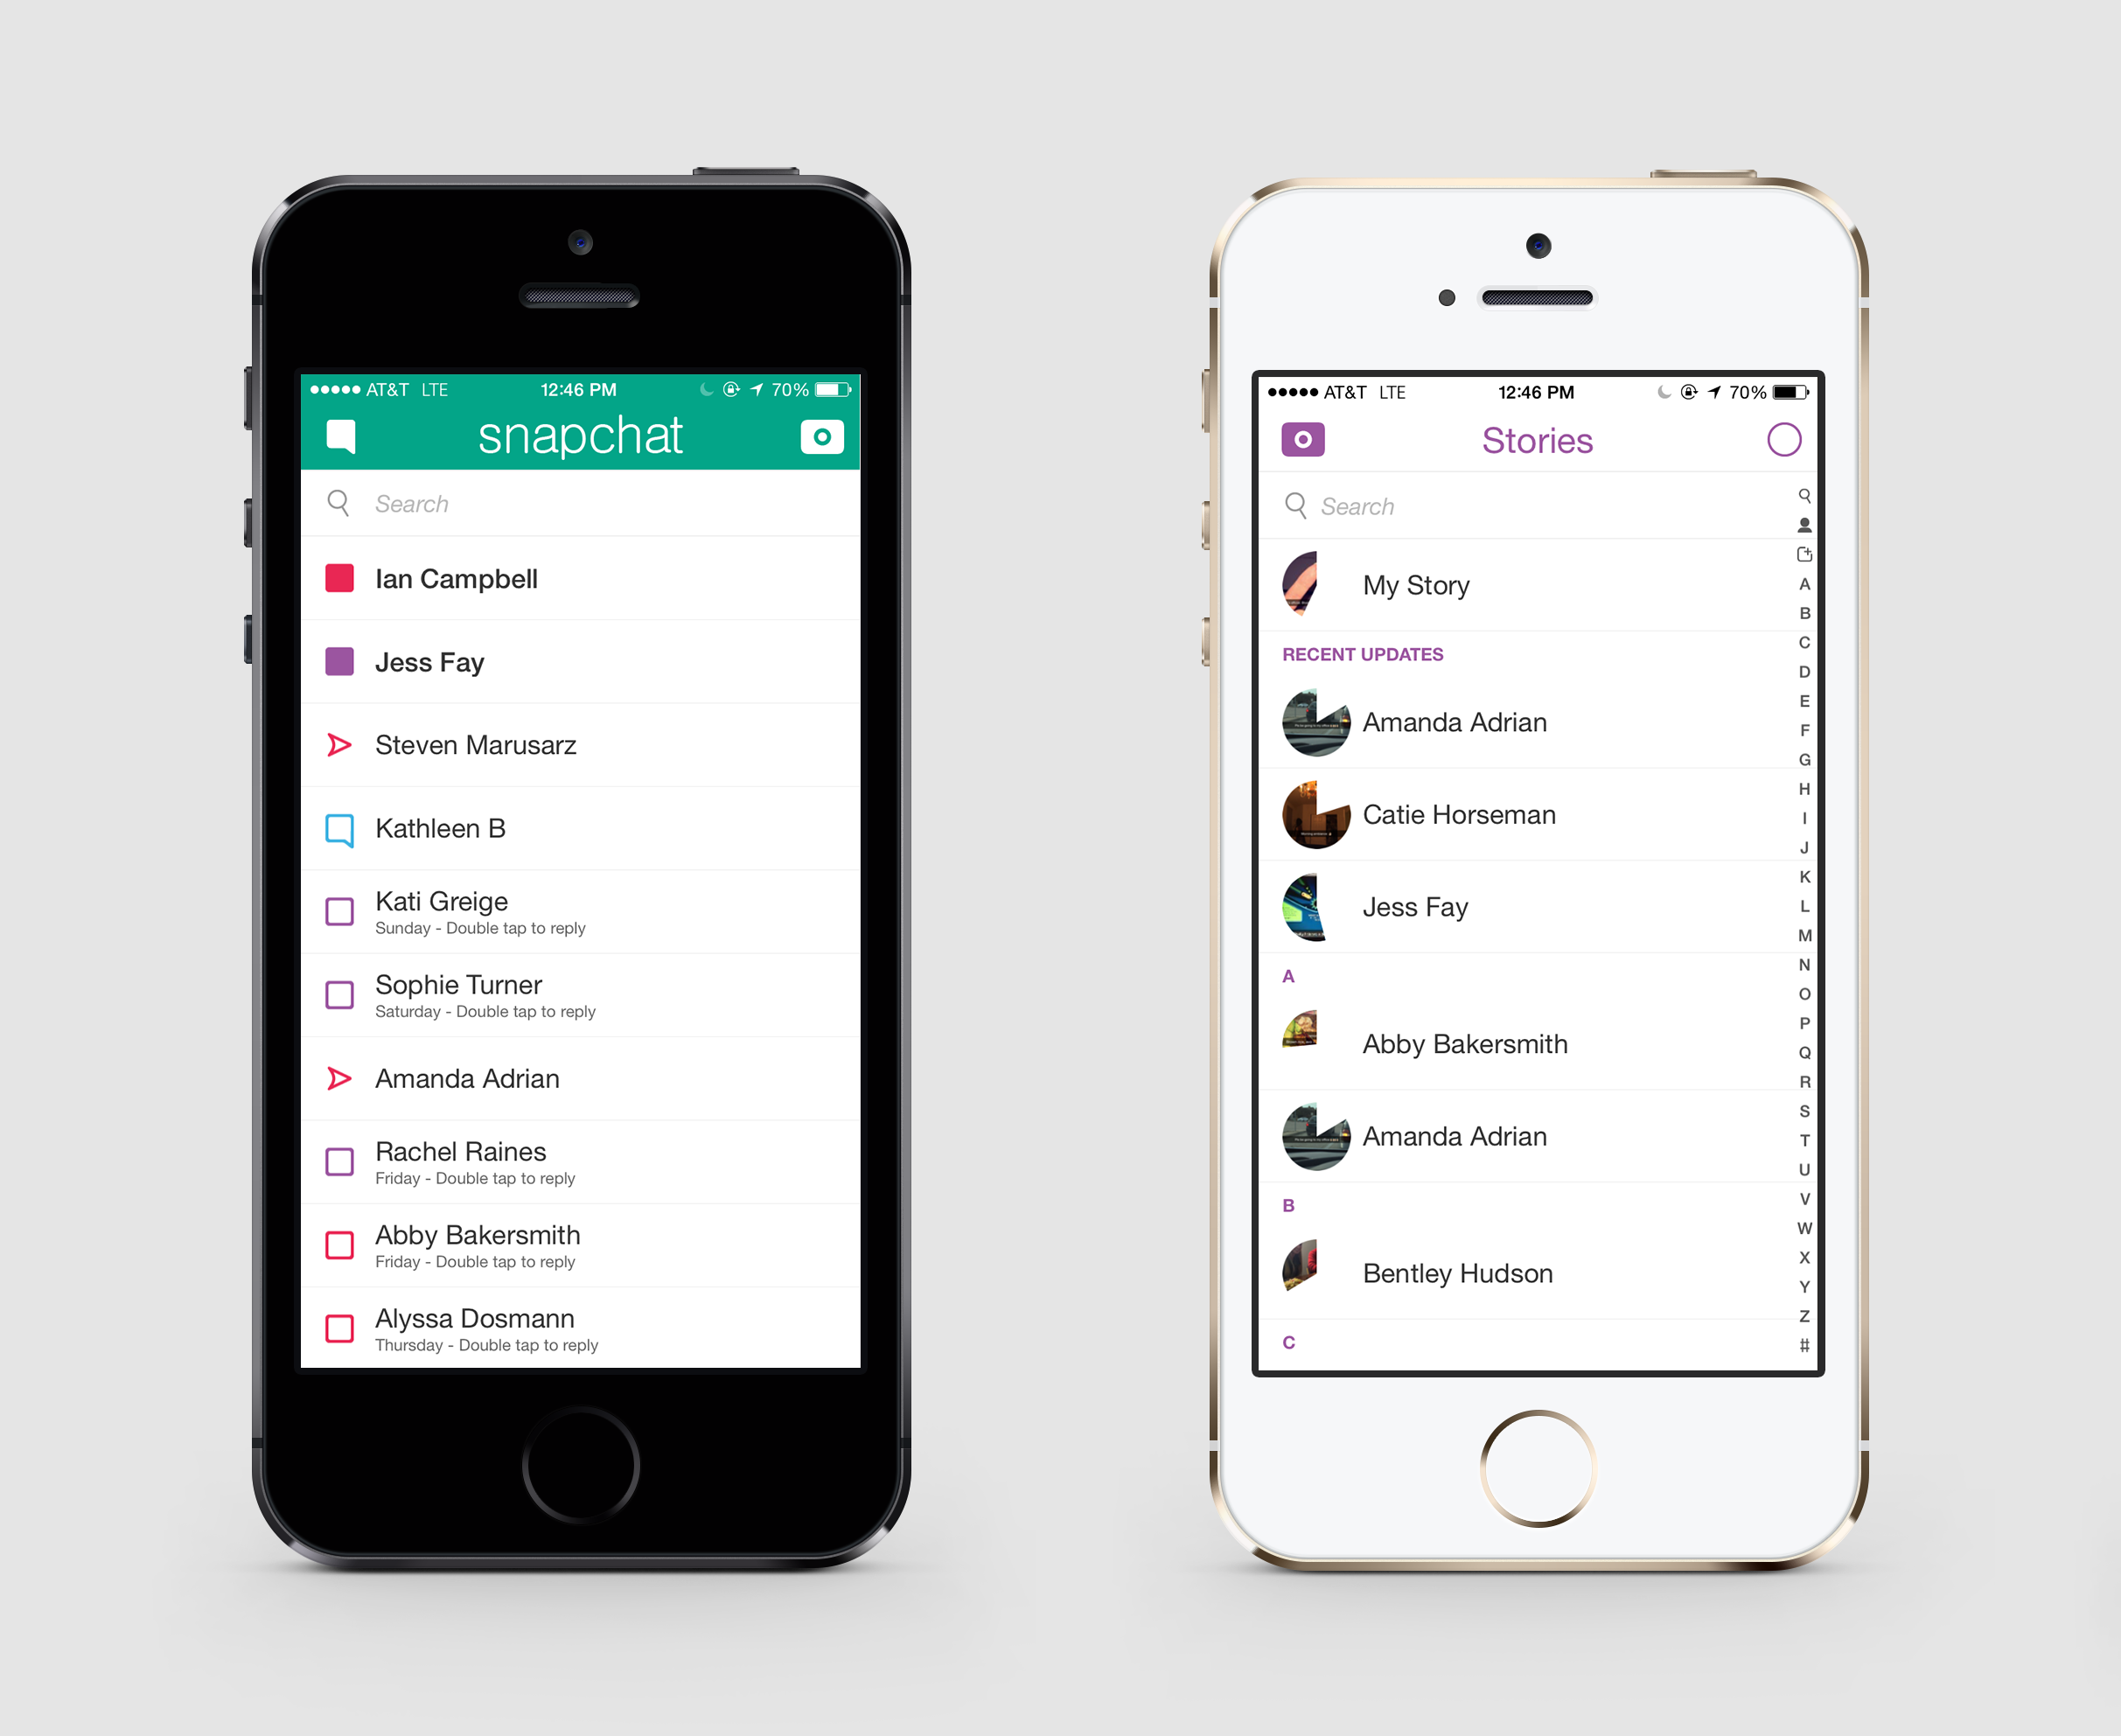 AT&T LTE 12:46 PM 70%
snapchat
Search
Ian Campbell
Jess Fay
Steven Marusarz
Kathleen B
Kati Greige
Sunday - Double tap to reply
Sophie Turner
Saturday - Double tap to reply
Amanda Adrian
Rachel Raines
Friday - Double tap to reply
Abby Bakersmith
Friday - Double tap to reply
Alyssa Dosmann
Thursday - Double tap to reply
AT&T LTE 12:46 PM 70%
Stories
Search
My Story
RECENT UPDATES
Amanda Adrian
Catie Horseman
Jess Fay
A
Abby Bakersmith
Amanda Adrian
B
Bentley Hudson
C
A
B
C
D
E
F
G
H
I
J
K
L
M
N
O
P
Q
R
S
T
U
V
W
X
Y
Z
#